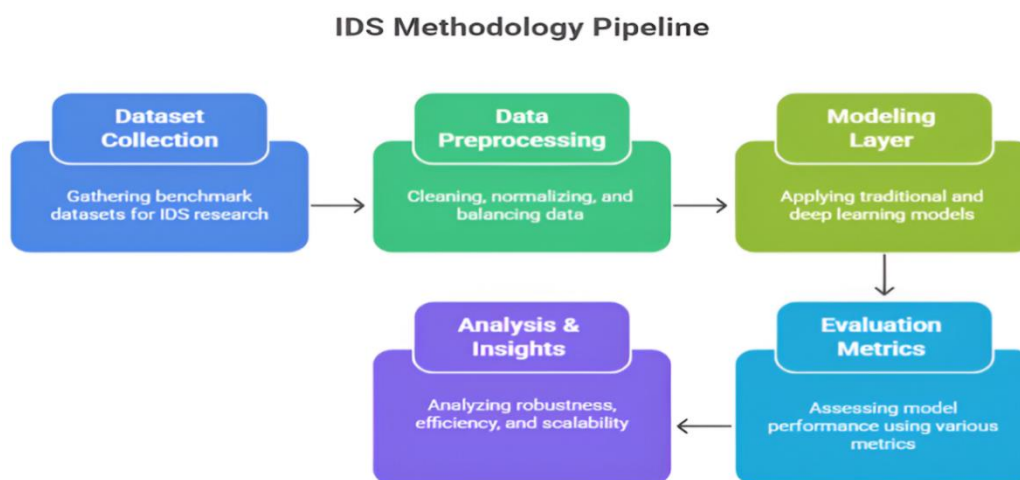 IDS Methodology Pipeline
Dataset
Collection
Gathering benchmark
datasets for IDS research
Data
Preprocessing
Cleaning, normalizing, and
balancing data
Modeling
Layer
Applying traditional and
deep learning models
Evaluation
Metrics
Assessing model
performance using various
metrics
Analysis &
Insights
Analyzing robustness,
efficiency, and scalability